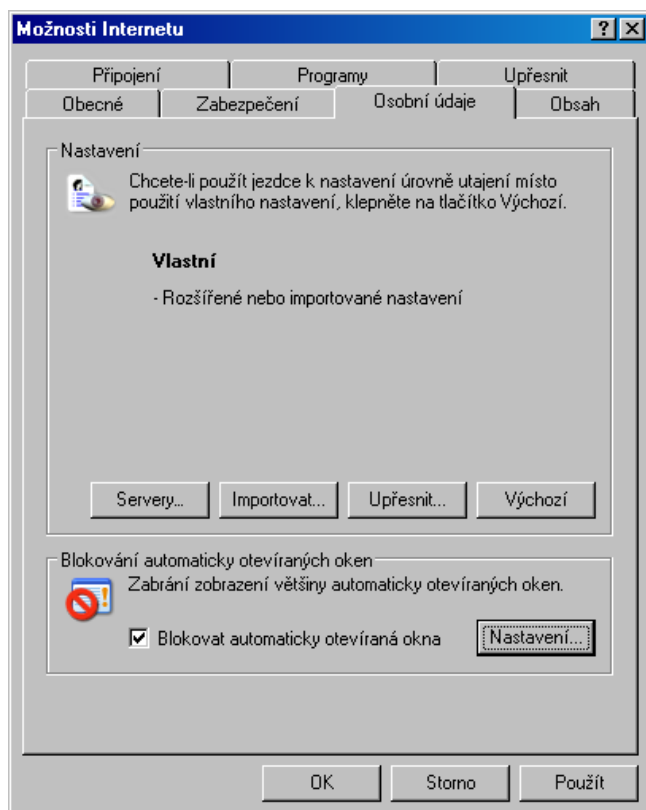 Možnosti Internetu
Připojení Programy Upřesnit
Obecné Zabezpečení Osobní údaje Obsah
Nastavení
Chcete-li použít jezdce k nastavení úrovně utajení místo
použití vlastního nastavení, klepněte na tlačítko Výchozí.
Vlastní
- Rozšířené nebo importované nastavení
Servery... Importovat... Upřesnit... Výchozí
Blokování automaticky otevíraných oken
Zabrání zobrazení většiny automaticky otevíraných oken.
Blokovat automaticky otevíraná okna Nastavení...
OK Storno Použít